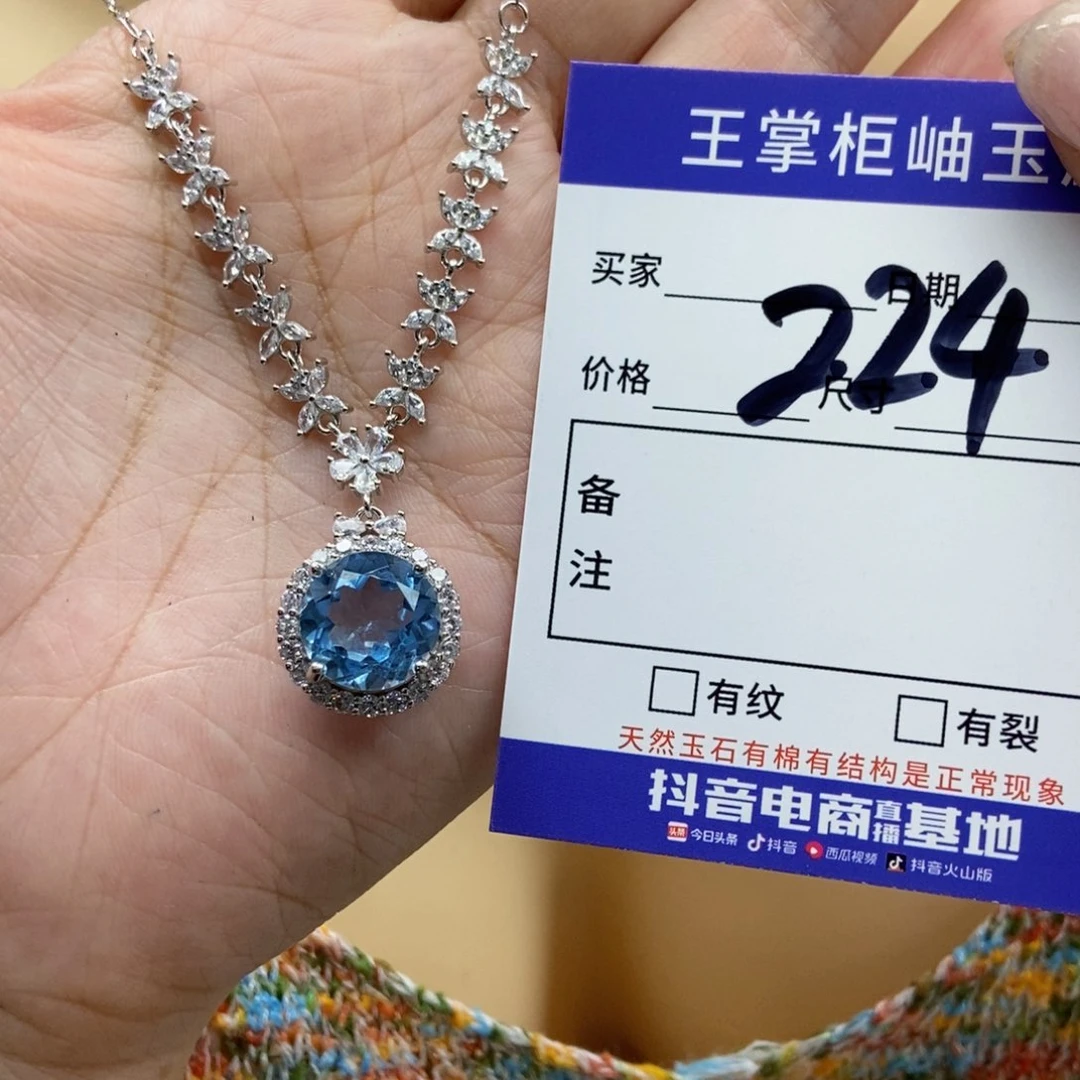 王掌柜岫玉
买家 日期
224
价格 尺寸
备
注
有纹 有裂
天然玉石有棉有结构是正常现象
抖音电商直播基地
头条 今日头条 抖音 西瓜视频 抖音火山版